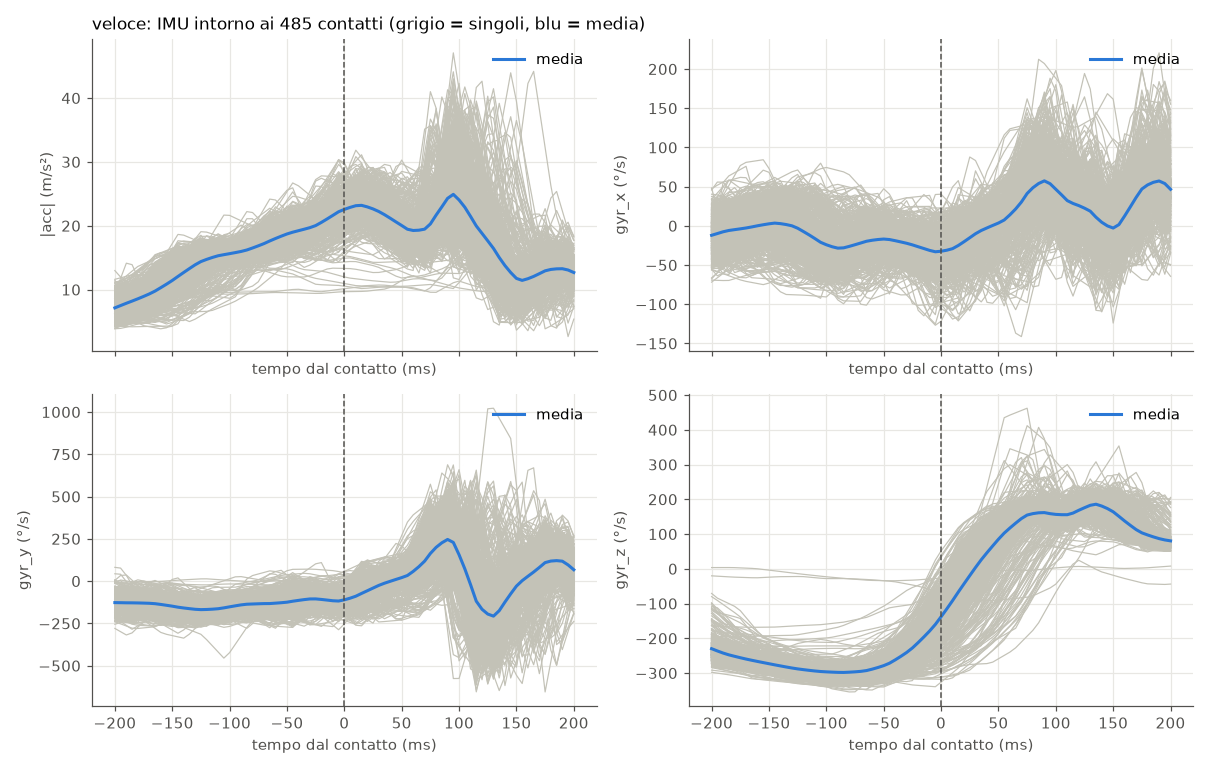 veloce: IMU intorno ai 485 contatti (grigio = singoli, blu = media)
media
40
30
20
10
|acc| (m/s²)
−200 −150 −100 −50 0 50 100 150 200
tempo dal contatto (ms)
media
200
150
100
50
0
−50
−100
−150
gyr_x (°/s)
tempo dal contatto (ms)
media
1000
750
500
250
0
−250
−500
gyr_y (°/s)
−200 −150 −100 −50 0 50 100 150 200
tempo dal contatto (ms)
media
500
400
300
200
100
0
−100
−200
−300
gyr_z (°/s)
tempo dal contatto (ms)